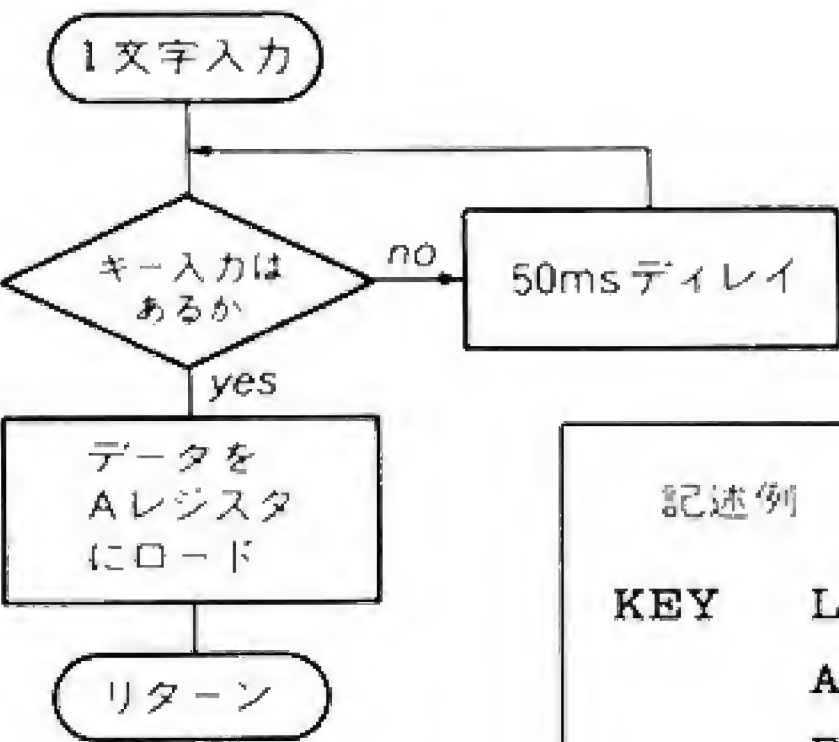 1文字入力
キー入力は
あるか
no
50msディレイ
yes
データを
Aレジスタ
にロード
リターン
記述例
KEY L
A